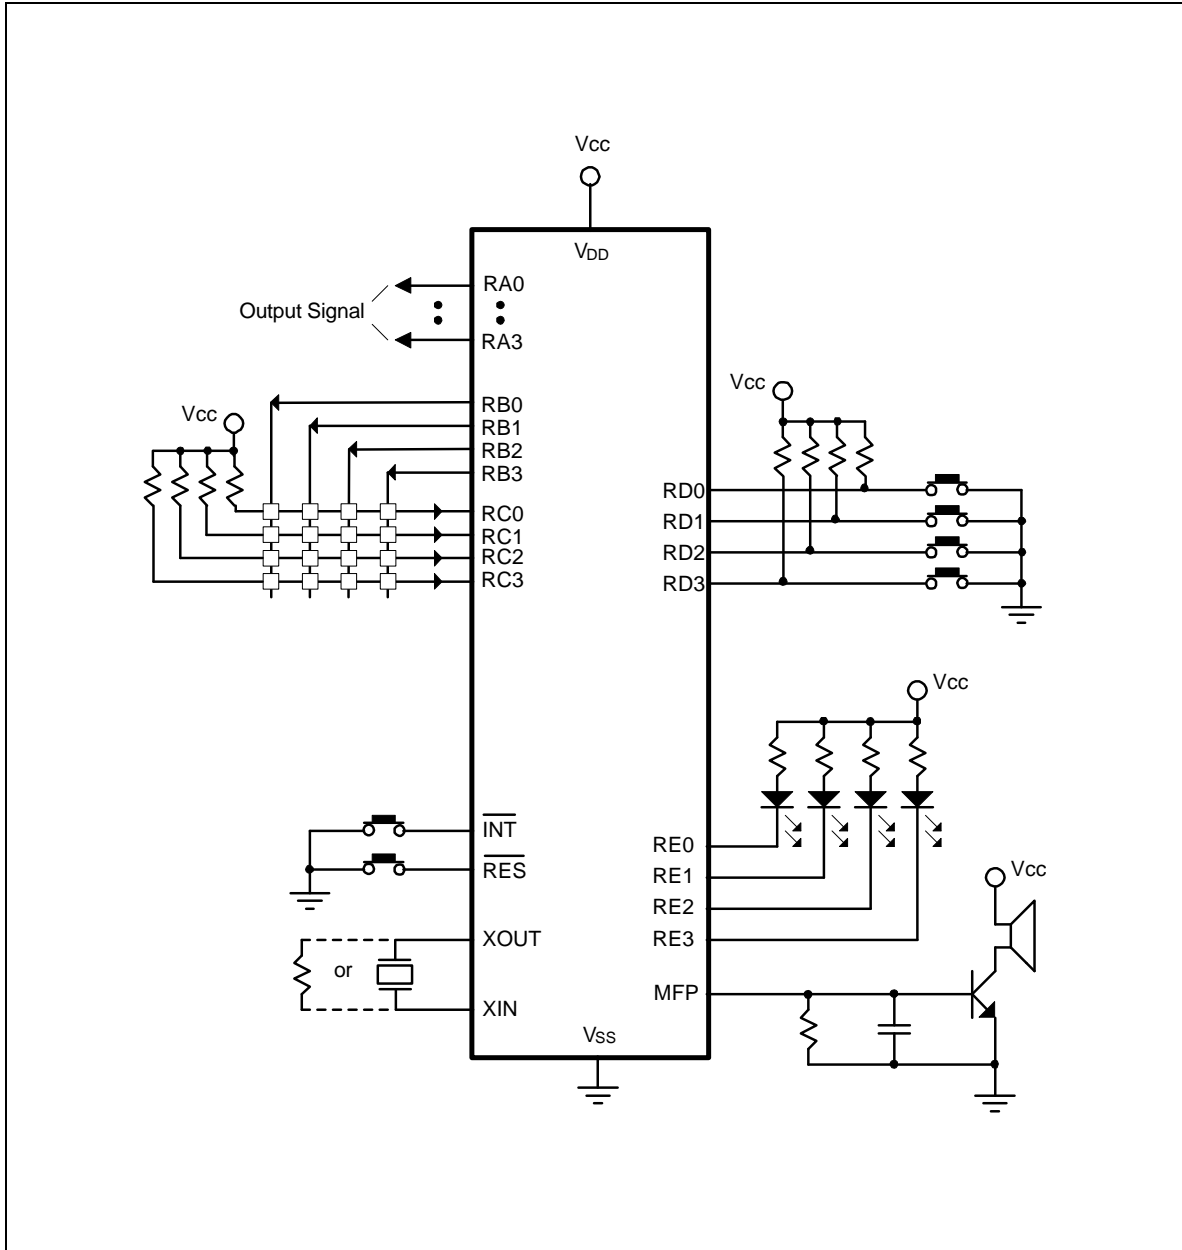 Vcc
VDD
RA0
Output Signal
RA3
Vcc
RB0
RB1
RB2
RB3
RC0
RC1
RC2
RC3
Vcc
RD0
RD1
RD2
RD3
Vcc
INT
RES
RE0
RE1
RE2
RE3
Vcc
XOUT
or
XIN
MFP
VSS